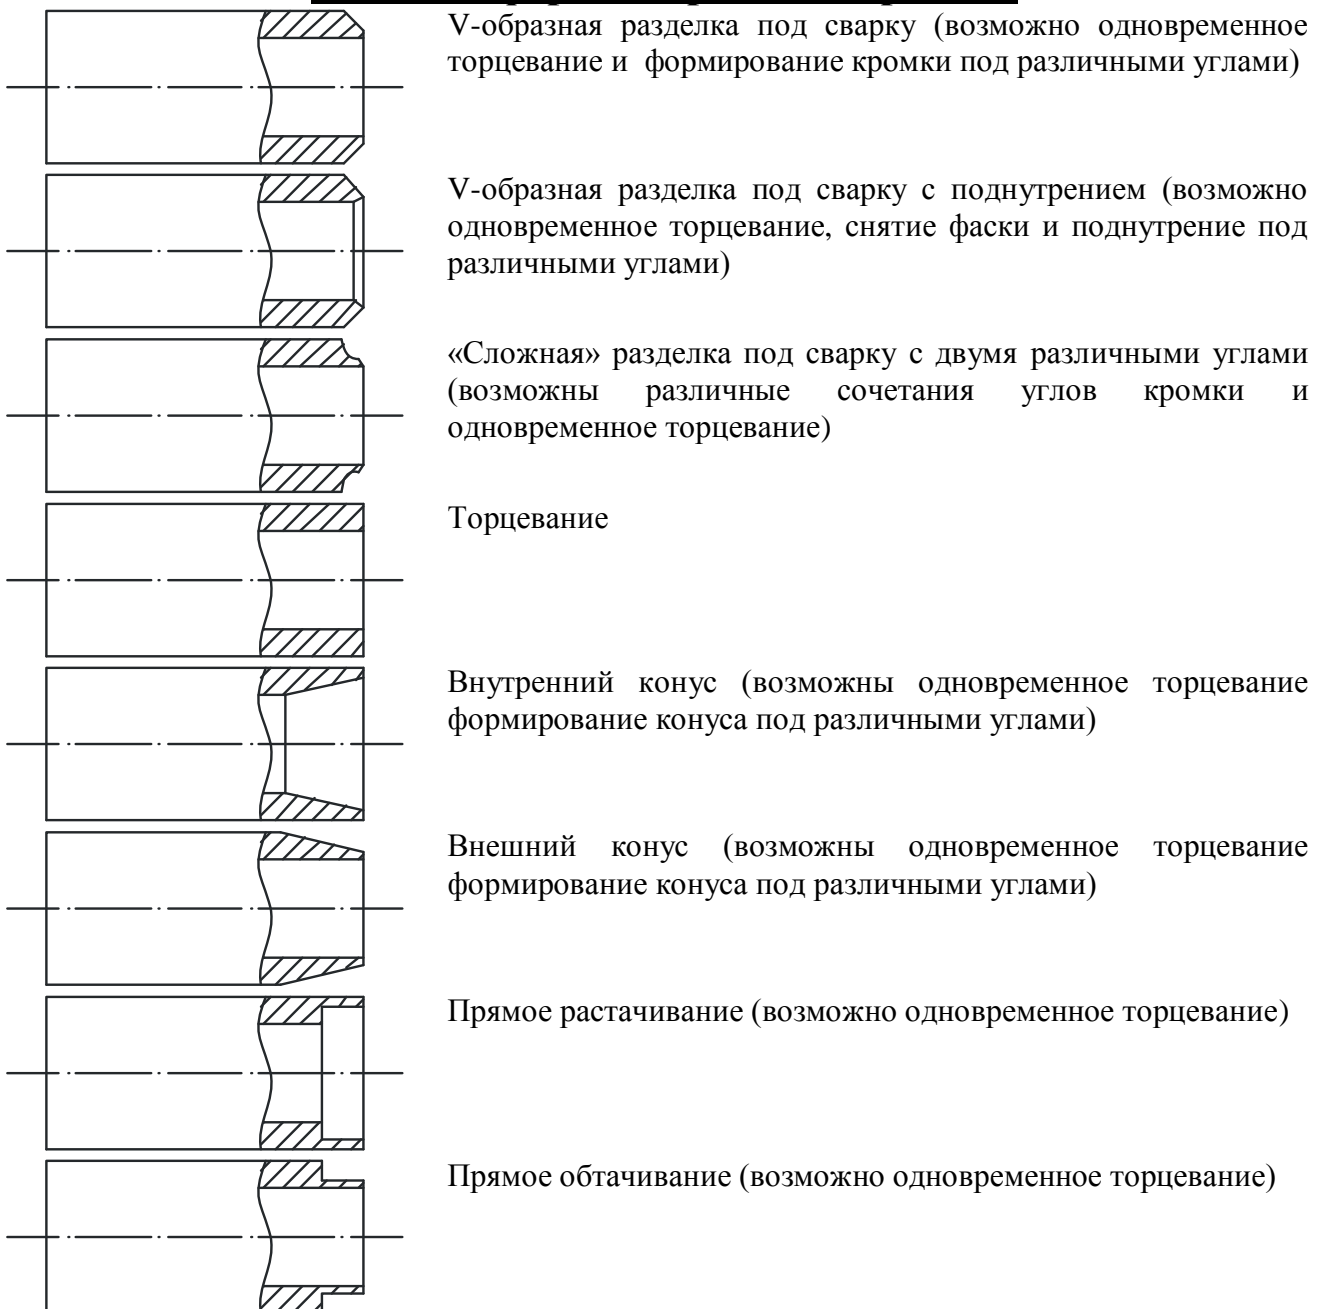 V-образная разделка под сварку (возможно одновременное
торцевание и формирование кромки под различными углами)
V-образная разделка под сварку с поднутрением (возможно
одновременное торцевание, снятие фаски и поднутрение под
различными углами)
«Сложная» разделка под сварку с двумя различными углами
(возможны различные сочетания углов кромки и
одновременное торцевание)
Торцевание
Внутренний конус (возможны одновременное торцевание
формирование конуса под различными углами)
Внешний конус (возможны одновременное торцевание
формирование конуса под различными углами)
Прямое растачивание (возможно одновременное торцевание)
Прямое обтачивание (возможно одновременное торцевание)